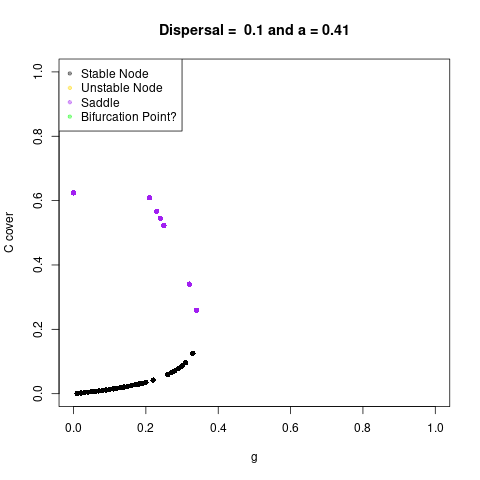 Dispersal =  0.1 and a = 0.41
Stable Node
Unstable Node
Saddle
Bifurcation Point?
C cover
1.0
0.8
0.6
0.4
0.2
0.0
0.0 0.2 0.4 0.6 0.8 1.0
g